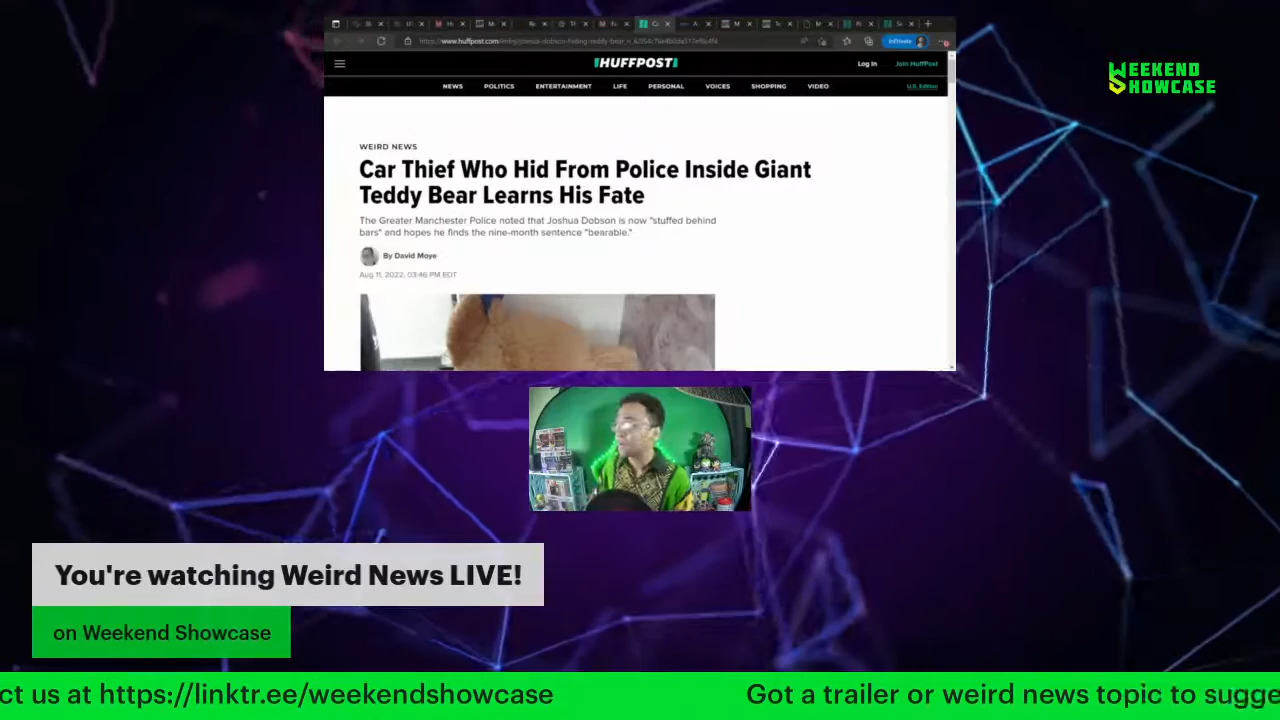 HUFFPOST
Log In
Join HuffPost
NEWS POLITICS ENTERTAINMENT LIFE PERSONAL VOICES SHOPPING VIDEO
U.S. Edition
WEEKEND
SHOWCASE
WEIRD NEWS
Car Thief Who Hid From Police Inside Giant
Teddy Bear Learns His Fate
The Greater Manchester Police noted that Joshua Dobson is now "stuffed behind
bars" and hopes he finds the nine-month sentence "bearable."
By David Moye
Aug 11, 2022, 03:46 PM EDT
You're watching Weird News LIVE!
on Weekend Showcase
ct us at https://linktr.ee/weekendshowcase
Got a trailer or weird news topic to sugge